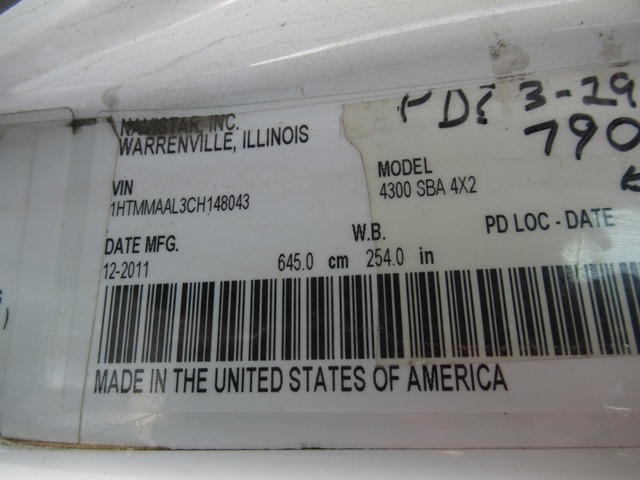 PDI 3-29
790
NAVISTAR, INC.
WARRENVILLE, ILLINOIS
VIN
1HTMMAAL3CH148043
MODEL
4300 SBA 4X2
DATE MFG.
12-2011
W.B.
645.0 cm 254.0 in
PD LOC - DATE
MADE IN THE UNITED STATES OF AMERICA